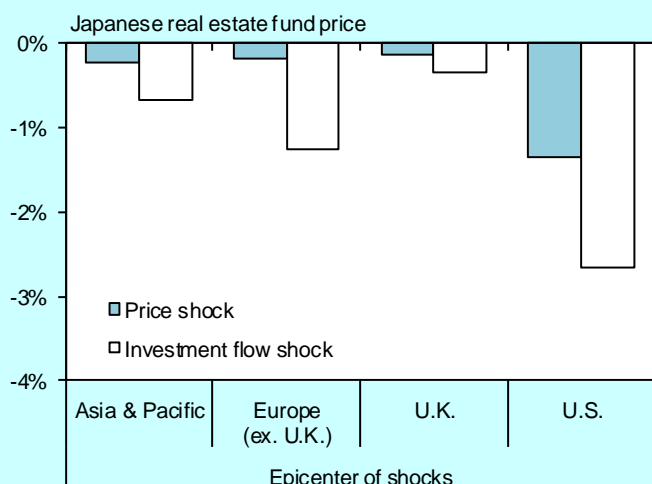 Japanese real estate fund price
0%
-1%
-2%
-3%
-4%
Price shock
Investment flow shock
Asia & Pacific
Europe
(ex. U.K.)
U.K.
U.S.
Epicenter of shocks